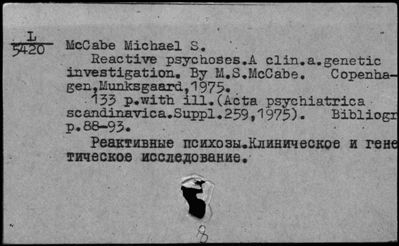 L
5420
McCabe Michael S.
Reactive psychoses.A clin.a.genetic
investigation. By M.S.McCabe. Copenha-
gen,Munksgaard,1975.
133 p.with ill.(Acta psychiatrica
scandinavica.Suppl.259,1975). Bibliogr
p.88-93.
Реактивные психозы.Клиническое и гене
тическое исследование.
8